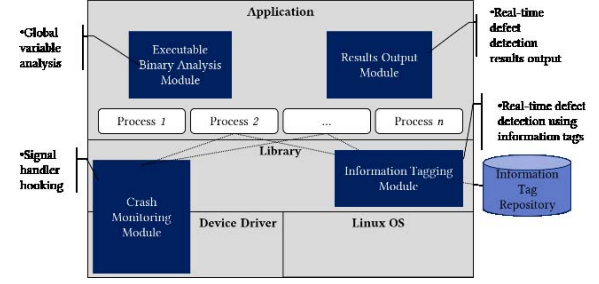 Application
•Global
variable
analysis
Executable
Binary Analysis
Module
Results Output
Module
•Real-time
defect
detection
results output
Process 1
Process 2
...
Process n
•Real-time defect
detection using
information tags
Library
•Signal
handler
hooking
Crash
Monitoring
Module
Information Tagging
Module
Information
Tag
Repository
Device Driver
Linux OS